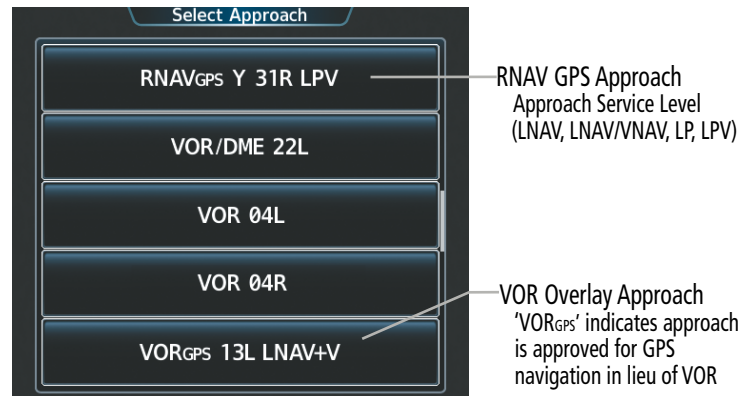 Select Approach
RNAVGPS Y 31R LPV
RNAV GPS Approach
Approach Service Level
(LNAV, LNAV/VNAV, LP, LPV)
VOR/DME 22L
VOR 04L
VOR 04R
VORGPS 13L LNAV+V
VOR Overlay Approach
'VORGPS' indicates approach
is approved for GPS
navigation in lieu of VOR